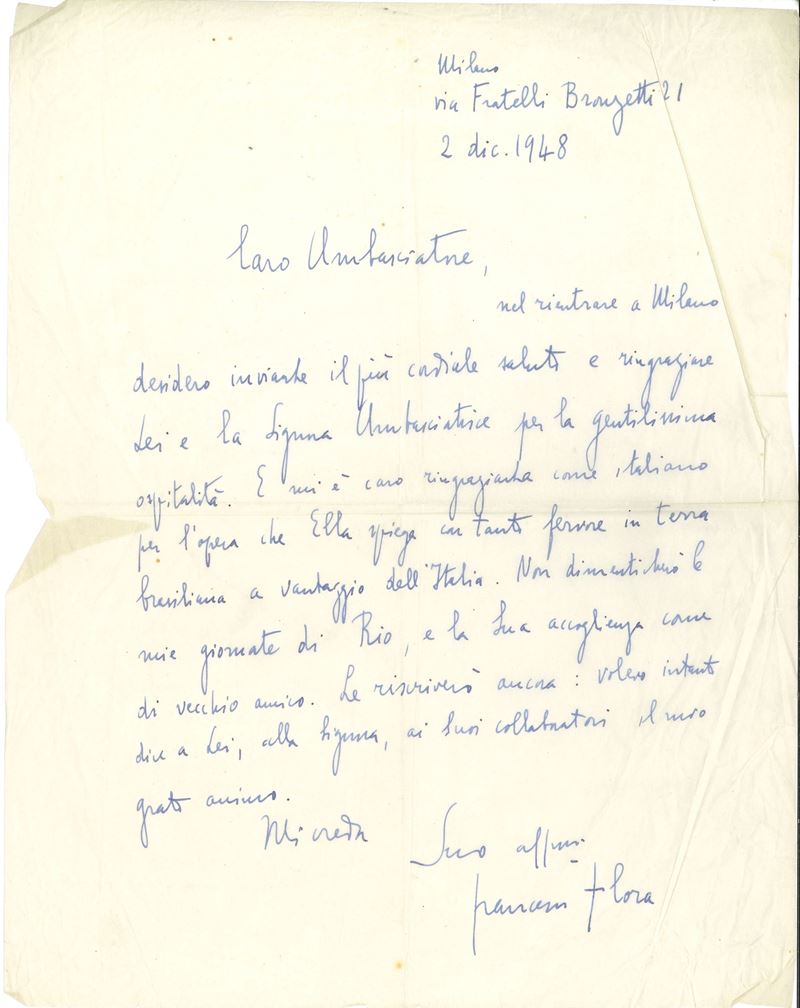 Milano
via Fratelli Bronzetti 21
2 dic. 1948
Caro Ambasciatore,
nel rientrare a Milano
desidero inviarle il più cordiale saluto e ringraziare
Lei e la Signora Ambasciatrice per la gentilissima
ospitalità. E mi è caro ringraziarla come italiano
per l'opera che Ella spiega con tanto fervore in terra
brasiliana a vantaggio dell'Italia. Non dimenticherò le
mie giornate di Rio, e la Sua accoglienza come
di vecchio amico. Le riscriverò ancora: volevo intanto
dire a Lei, alla Signora, ai Suoi collaboratori il mio
grato animo.
Mi creda
Suo affmo.
Francesco Flora